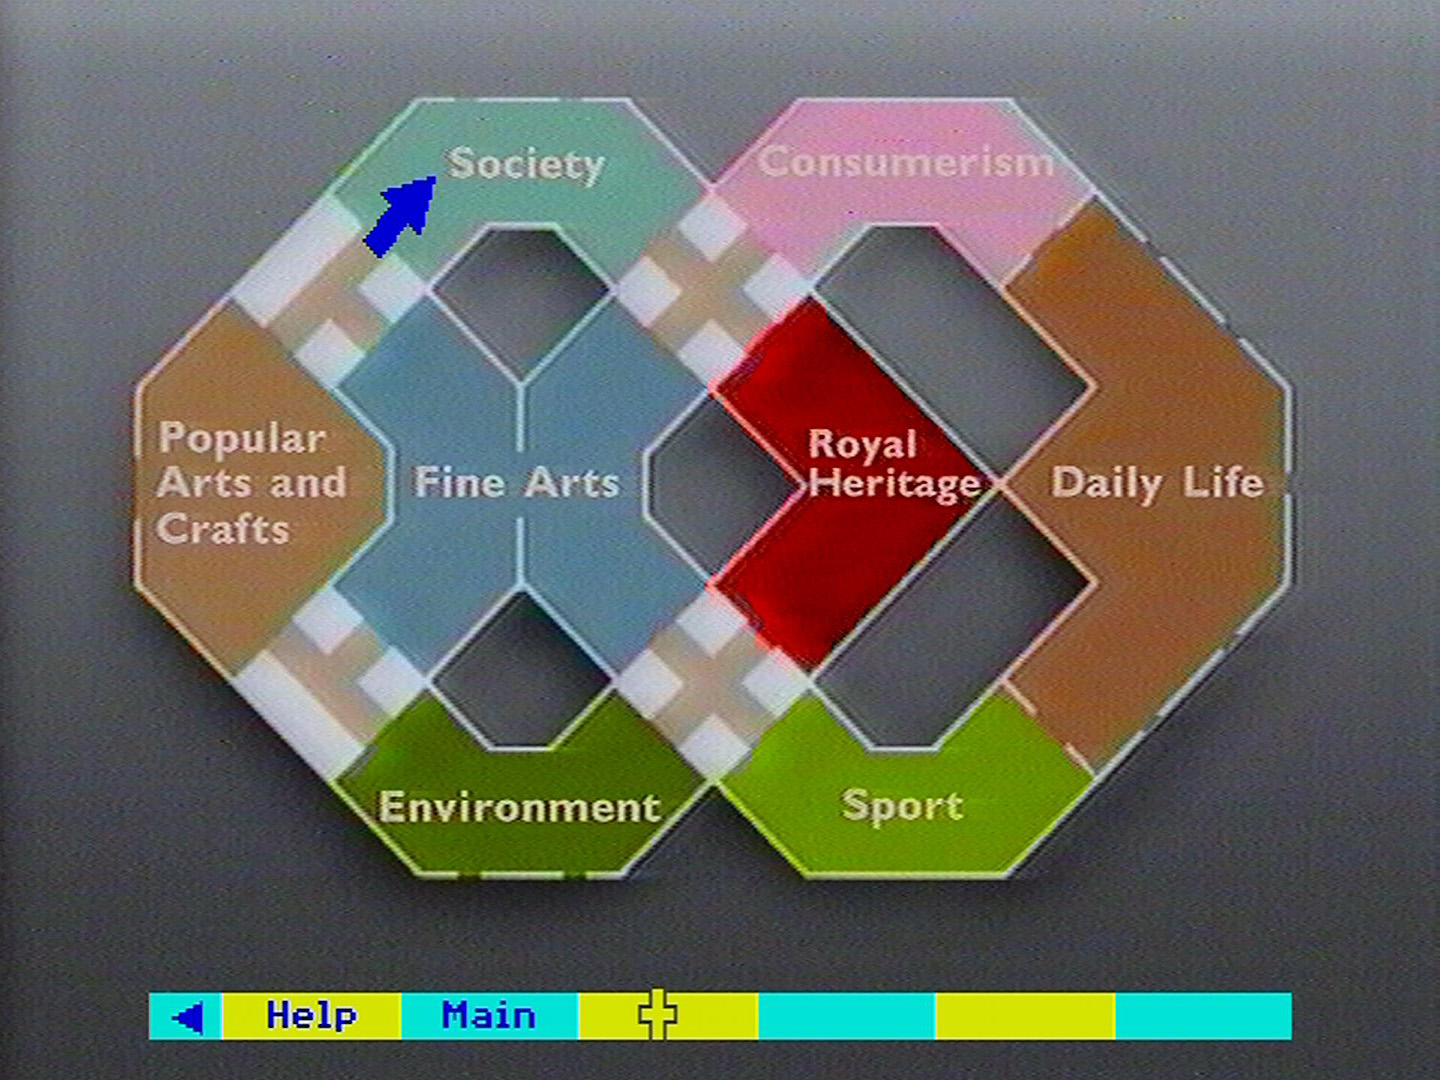 Society
Consumerism
Popular
Arts and
Crafts
Fine Arts
Royal
Heritage
Daily Life
Environment
Sport
Help
Main